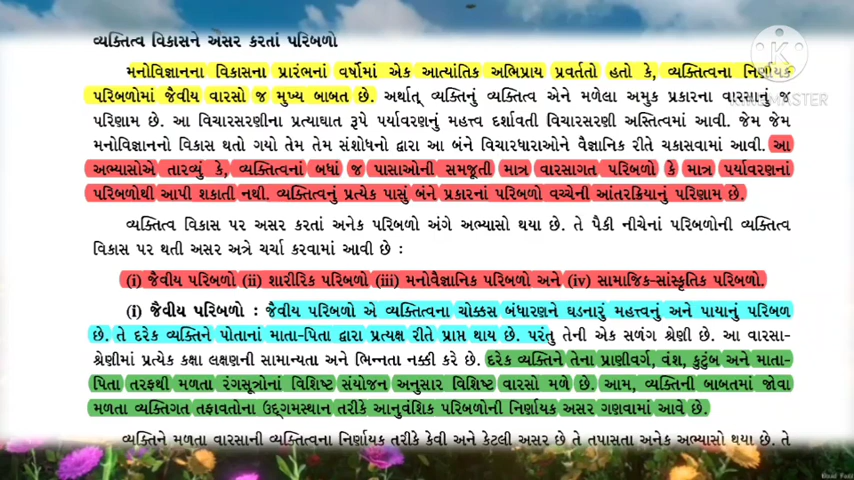 વ્યક્તિત્વ વિકાસને અસર કરતાં પરિબળો
મનોવિજ્ઞાનના વિકાસના પ્રારંભનાં વર્ષોમાં એક આત્યાંતિક અભિપ્રાય પ્રવર્તતો હતો કે, વ્યક્તિત્વના નિર્ણાયક
પરિબળોમાં જૈવીય વારસો જ મુખ્ય બાબત છે. અર્થાત્ વ્યક્તિનું વ્યક્તિત્વ એને મળેલા અમુક પ્રકારના વારસાનું જ
પરિણામ છે. આ વિચારસરણીના પ્રત્યાઘાત રૂપે પર્યાવરણનું મહત્ત્વ દર્શાવતી વિચારસરણી અસ્તિત્વમાં આવી. જેમ જેમ
મનોવિજ્ઞાનનો વિકાસ થતો ગયો તેમ તેમ સંશોધનો દ્વારા આ બંને વિચારધારાઓને વૈજ્ઞાનિક રીતે ચકાસવામાં આવી. આ
અભ્યાસોએ તારવ્યું કે, વ્યક્તિત્વનાં બધાં જ પાસાઓની સમજૂતી માત્ર વારસાગત પરિબળો કે માત્ર પર્યાવરણનાં
પરિબળોથી આપી શકાતી નથી. વ્યક્તિત્વનું પ્રત્યેક પાસું બંને પ્રકારનાં પરિબળો વચ્ચેની આંતરક્રિયાનું પરિણામ છે.
વ્યક્તિત્વ વિકાસ પર અસર કરતાં અનેક પરિબળો અંગે અભ્યાસો થયા છે. તે પૈકી નીચેનાં પરિબળોની વ્યક્તિત્વ
વિકાસ પર થતી અસર અત્રે ચર્ચા કરવામાં આવી છે :
(i) જૈવીય પરિબળો (ii) શારીરિક પરિબળો (iii) મનોવૈજ્ઞાનિક પરિબળો અને (iv) સામાજિક-સાંસ્કૃતિક પરિબળો.
(i) જૈવીય પરિબળો : જૈવીય પરિબળો એ વ્યક્તિત્વના ચોક્કસ બંધારણને ઘડનારું મહત્ત્વનું અને પાયાનું પરિબળ
છે. તે દરેક વ્યક્તિને પોતાનાં માતા-પિતા દ્વારા પ્રત્યક્ષ રીતે પ્રાપ્ત થાય છે. પરંતુ તેની એક સળંગ શ્રેણી છે. આ વારસા-
શ્રેણીમાં પ્રત્યેક કક્ષા લક્ષણની સામાન્યતા અને ભિન્નતા નક્કી કરે છે. દરેક વ્યક્તિને તેના પ્રાણીવર્ગ, વંશ, કુટુંબ અને માતા-
પિતા તરફથી મળતા રંગસૂત્રોનાં વિશિષ્ટ સંયોજન અનુસાર વિશિષ્ટ વારસો મળે છે. આમ, વ્યક્તિની બાબતમાં જોવા
મળતા વ્યક્તિગત તફાવતોના ઉદ્ગમસ્થાન તરીકે આનુવંશિક પરિબળોની નિર્ણાયક અસર ગણવામાં આવે છે.
વ્યક્તિને મળતા વારસાની વ્યક્તિત્વના નિર્ણાયક તરીકે કેવી અને કેટલી અસર છે તે તપાસતા અનેક અભ્યાસો થયા છે. તે